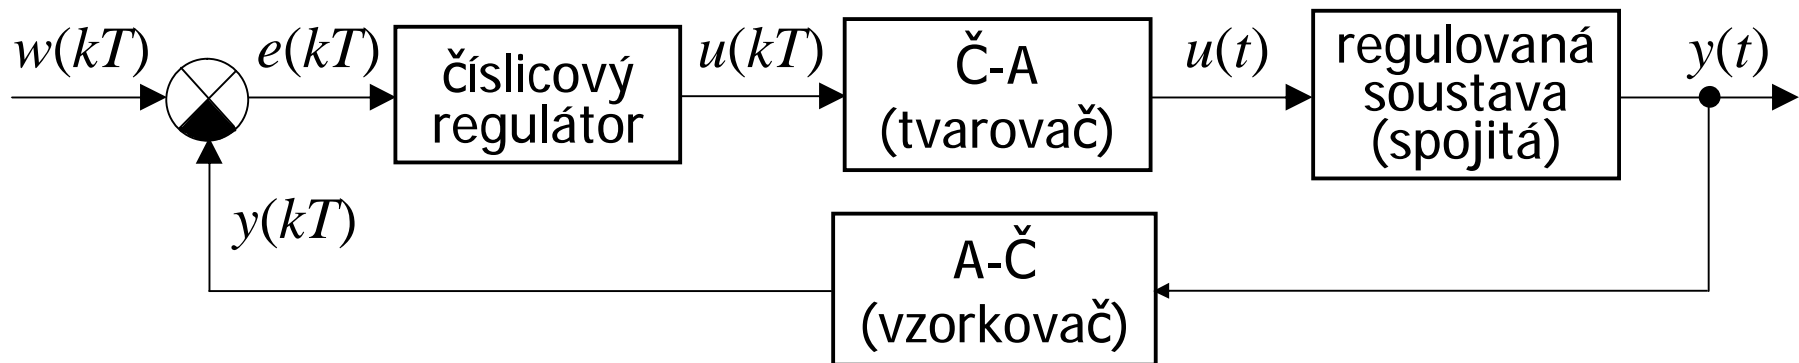 w(kT)
e(kT)
číslicový
regulátor
u(kT)
Č-A
(tvarovač)
u(t)
regulovaná
soustava
(spojitá)
y(t)
y(kT)
A-Č
(vzorkovač)